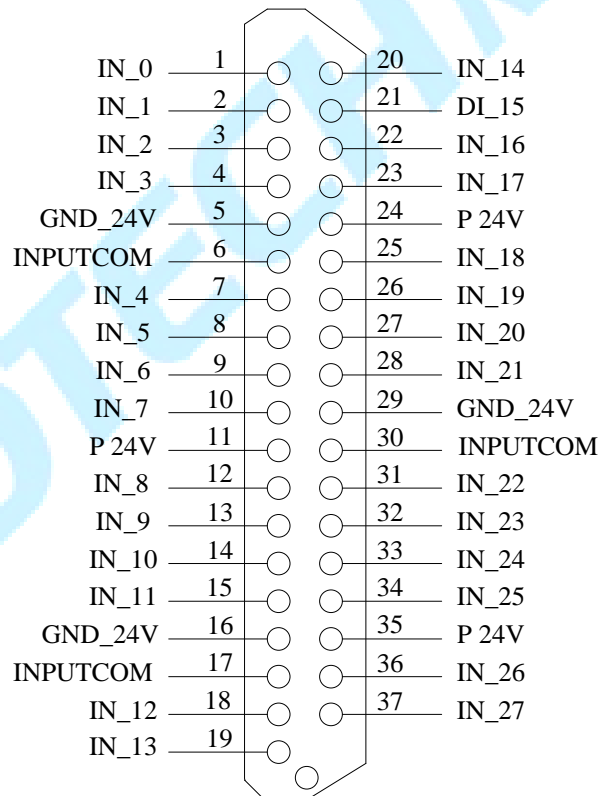 IN_0 1 20 IN_14
IN_1 2 21 DI_15
IN_2 3 22 IN_16
IN_3 4 23 IN_17
GND_24V 5 24 P 24V
INPUTCOM 6 25 IN_18
IN_4 7 26 IN_19
IN_5 8 27 IN_20
IN_6 9 28 IN_21
IN_7 10 29 GND_24V
P 24V 11 30 INPUTCOM
IN_8 12 31 IN_22
IN_9 13 32 IN_23
IN_10 14 33 IN_24
IN_11 15 34 IN_25
GND_24V 16 35 P 24V
INPUTCOM 17 36 IN_26
IN_12 18 37 IN_27
IN_13 19